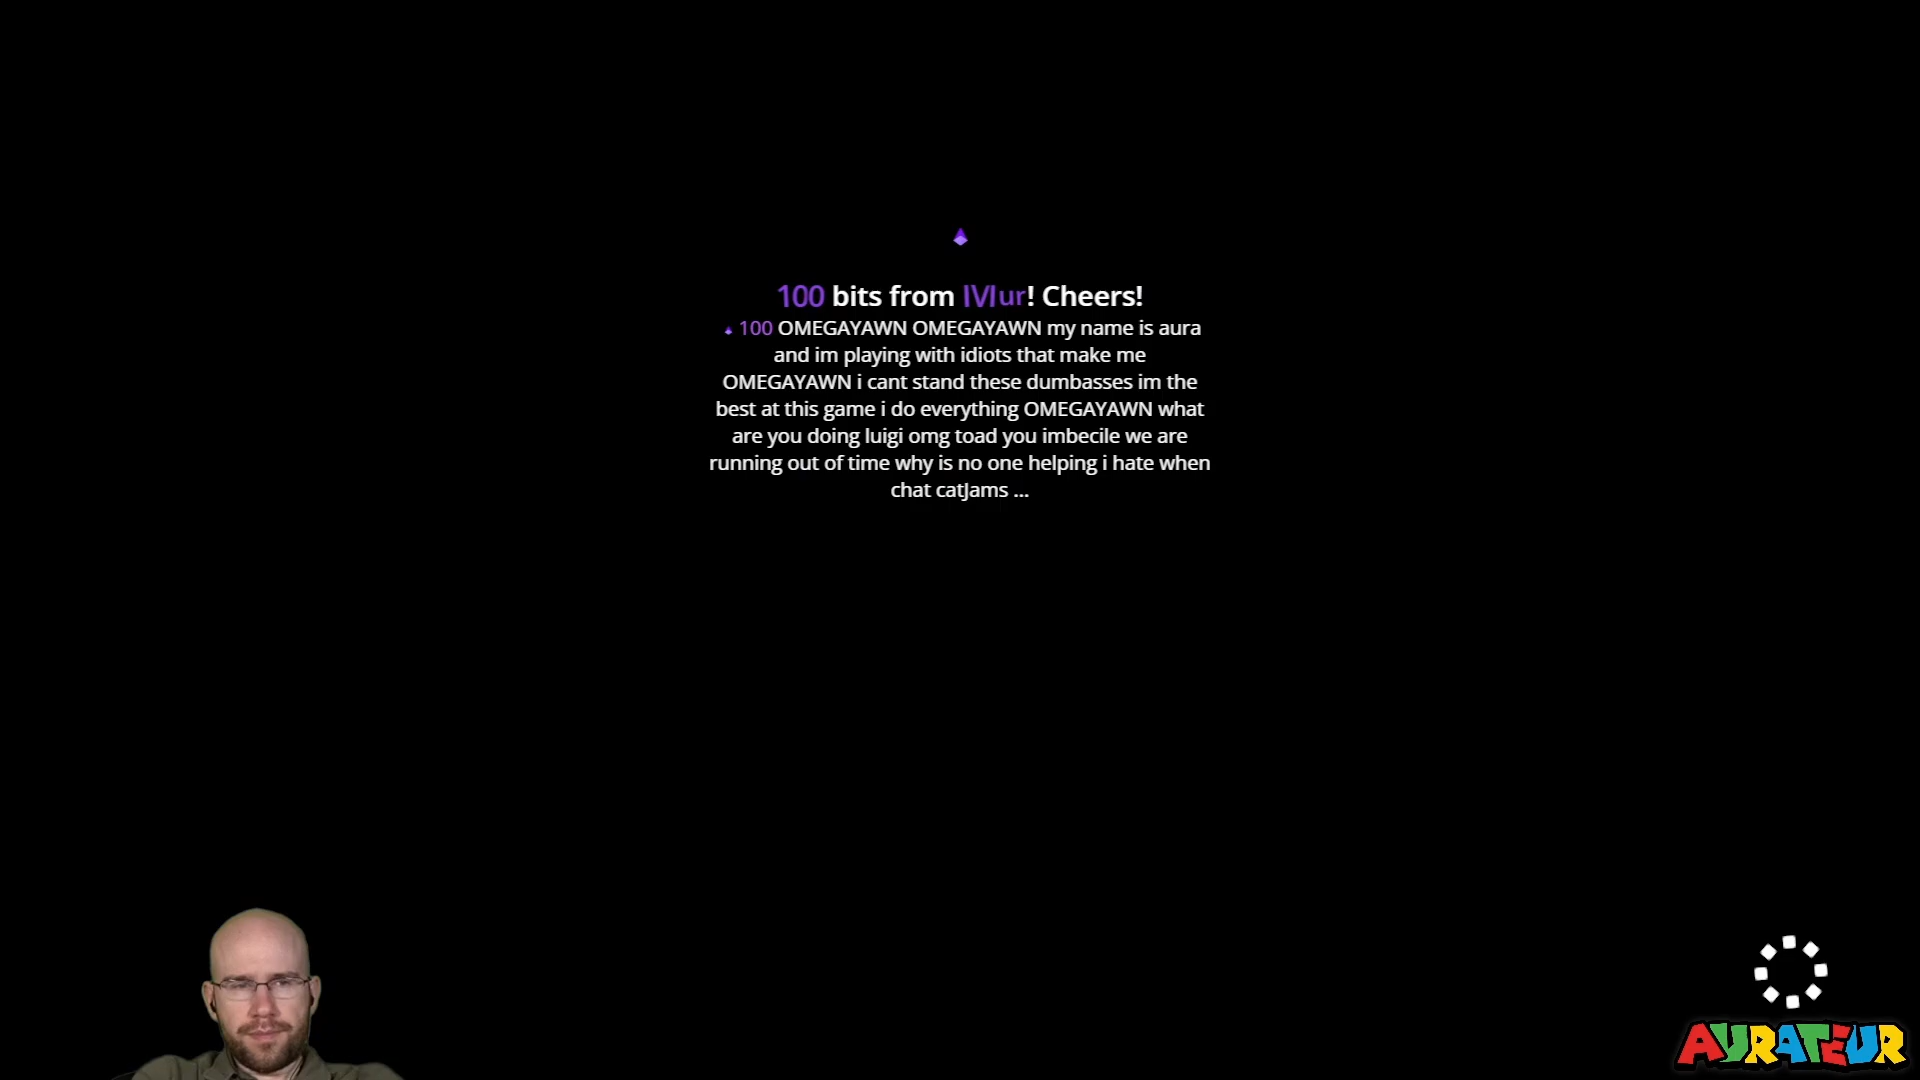 100 bits from IVIur! Cheers!
100 OMEGAYAWN OMEGAYAWN my name is aura
and im playing with idiots that make me
OMEGAYAWN i cant stand these dumbasses im the
best at this game i do everything OMEGAYAWN what
are you doing luigi omg toad you imbecile we are
running out of time why is no one helping i hate when
chat catJams ...
AURATEUR